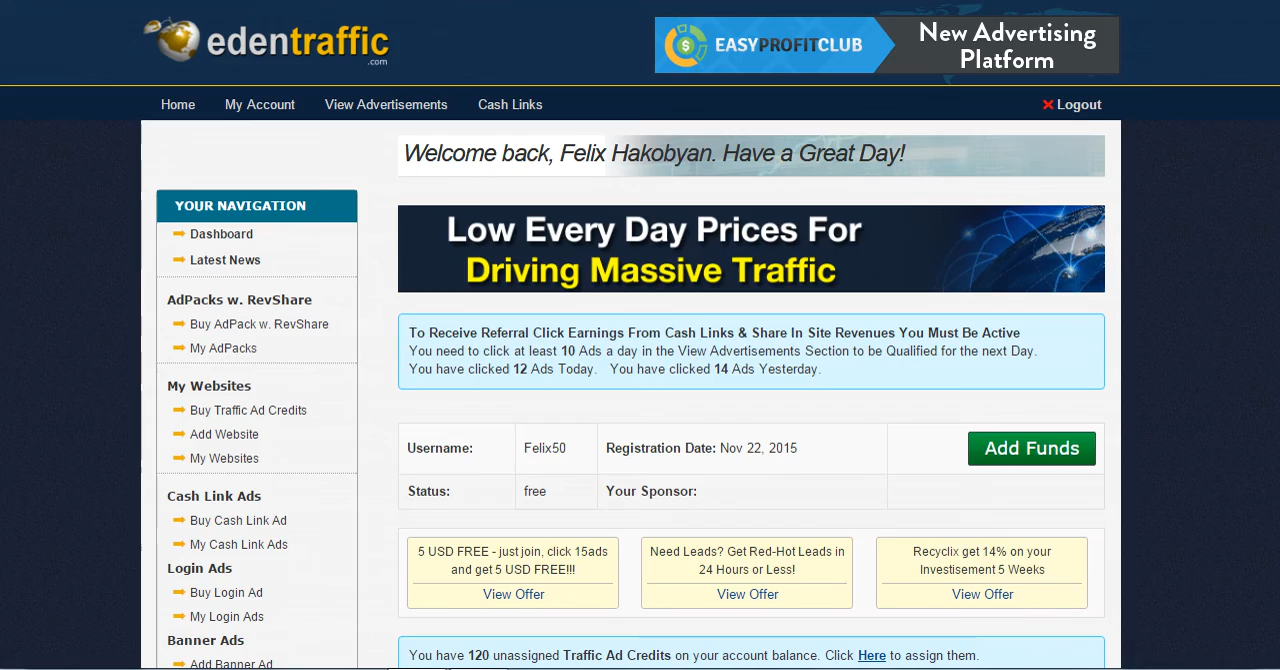 edentraffic
.com
EASYPROFITCLUB
New Advertising
Platform
Home
My Account
View Advertisements
Cash Links
Logout
Welcome back, Felix Hakobyan. Have a Great Day!
YOUR NAVIGATION
Dashboard
Latest News
AdPacks w. RevShare
Buy AdPack w. RevShare
My AdPacks
My Websites
Buy Traffic Ad Credits
Add Website
My Websites
Cash Link Ads
Buy Cash Link Ad
My Cash Link Ads
Login Ads
Buy Login Ad
My Login Ads
Banner Ads
Add Banner Ad
Low Every Day Prices For
Driving Massive Traffic
To Receive Referral Click Earnings From Cash Links & Share In Site Revenues You Must Be Active
You need to click at least 10 Ads a day in the View Advertisements Section to be Qualified for the next Day.
You have clicked 12 Ads Today. You have clicked 14 Ads Yesterday.
Username: Felix50 Registration Date: Nov 22, 2015 Add Funds
Status: free Your Sponsor:
5 USD FREE - just join, click 15ads
and get 5 USD FREE!!!
View Offer
Need Leads? Get Red-Hot Leads in
24 Hours or Less!
View Offer
Recyclix get 14% on your
Investisement 5 Weeks
View Offer
You have 120 unassigned Traffic Ad Credits on your account balance. Click Here to assign them.